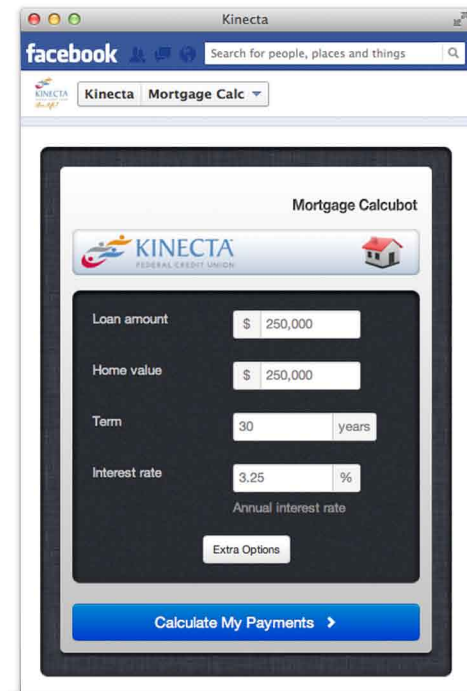 Kinecta
facebook Search for people, places and things
KINECTA Kinecta Mortgage Calc
Mortgage Calcubot
KINECTA
FEDERAL CREDIT UNION
Loan amount $ 250,000
Home value $ 250,000
Term 30 years
Interest rate 3.25 %
Annual interest rate
Extra Options
Calculate My Payments